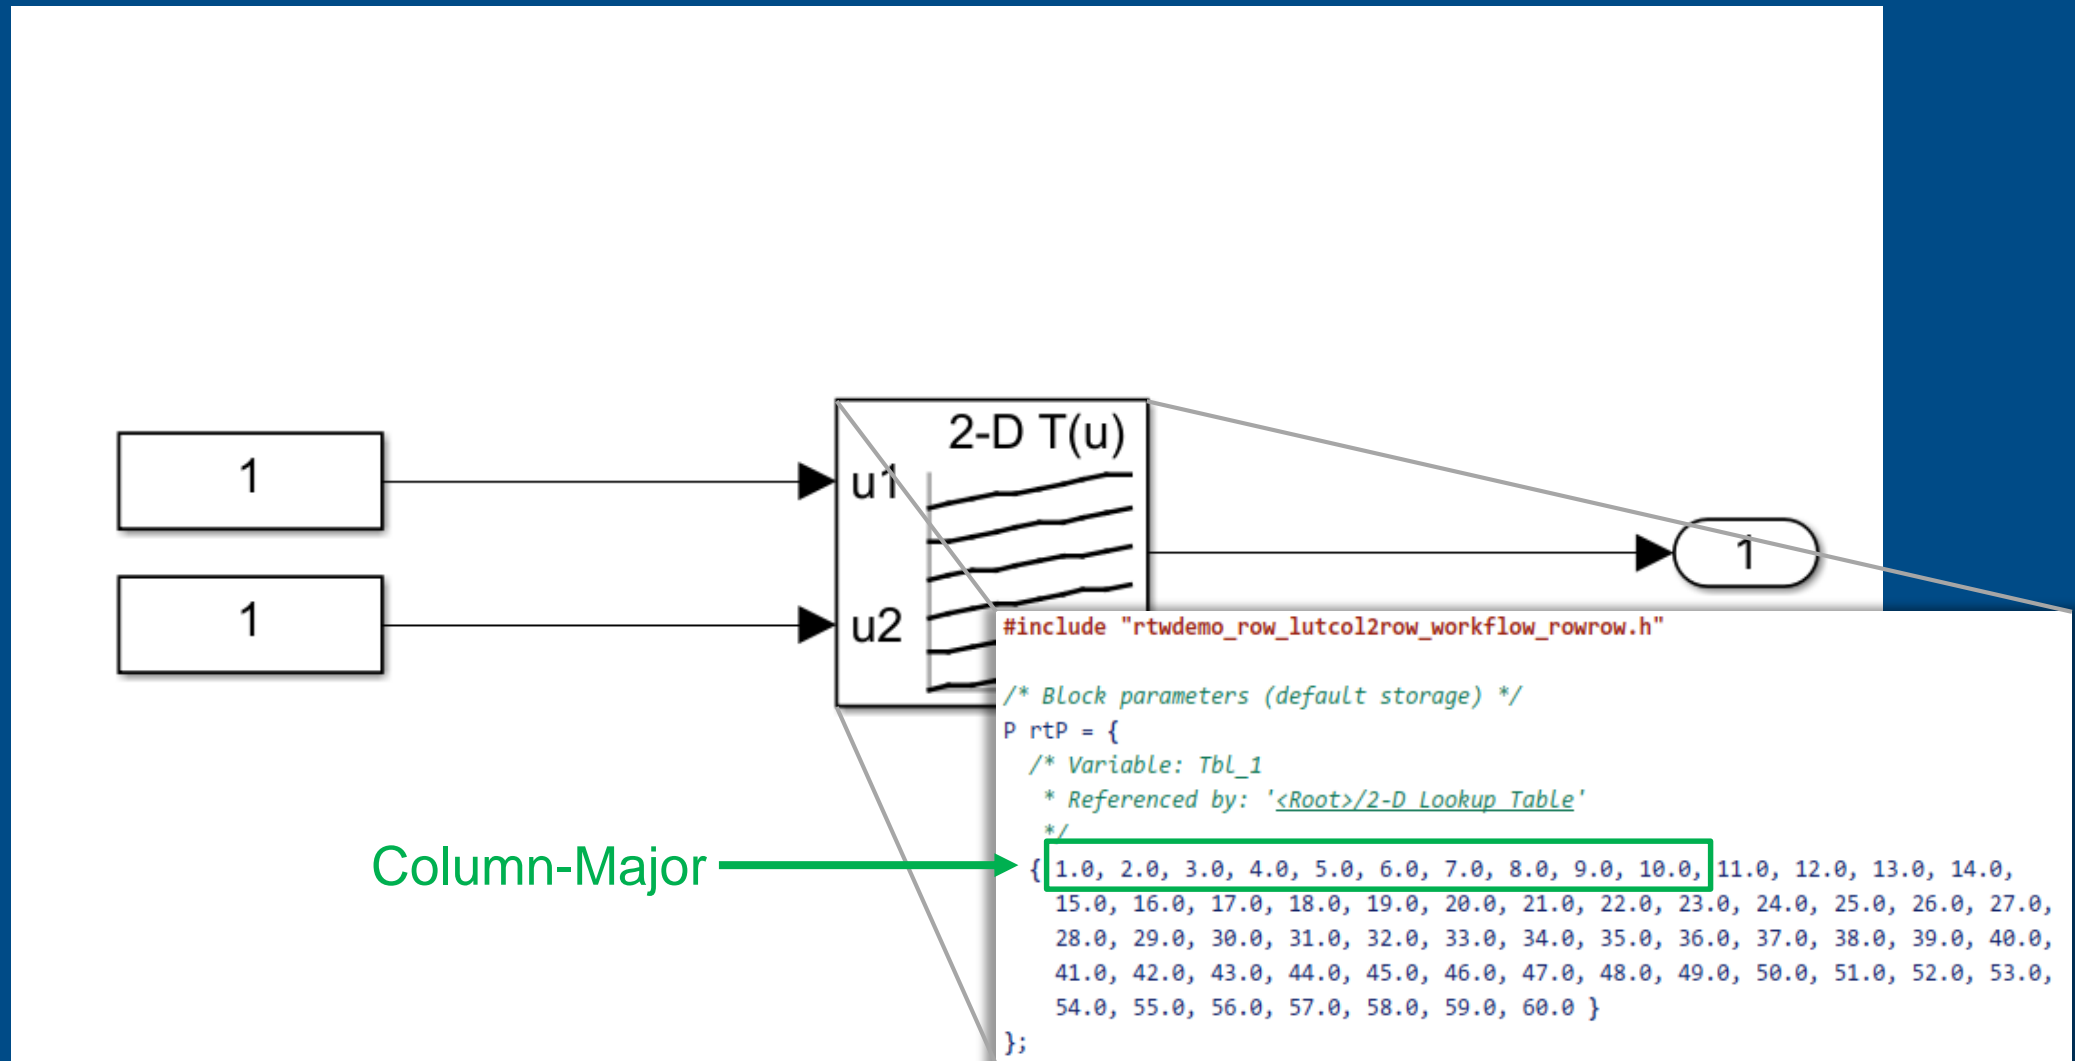 1
1
2-D T(u)
u1
u2
1
Column-Major
#include "rtwdemo_row_lutcol2row_workflow_rowrow.h"
/* Block parameters (default storage) */
P rtP = {
/* Variable: Tbl_1
* Referenced by: '<Root>/2-D Lookup Table'
*/
{ 1.0, 2.0, 3.0, 4.0, 5.0, 6.0, 7.0, 8.0, 9.0, 10.0, 11.0, 12.0, 13.0, 14.0,
15.0, 16.0, 17.0, 18.0, 19.0, 20.0, 21.0, 22.0, 23.0, 24.0, 25.0, 26.0, 27.0,
28.0, 29.0, 30.0, 31.0, 32.0, 33.0, 34.0, 35.0, 36.0, 37.0, 38.0, 39.0, 40.0,
41.0, 42.0, 43.0, 44.0, 45.0, 46.0, 47.0, 48.0, 49.0, 50.0, 51.0, 52.0, 53.0,
54.0, 55.0, 56.0, 57.0, 58.0, 59.0, 60.0 }
};